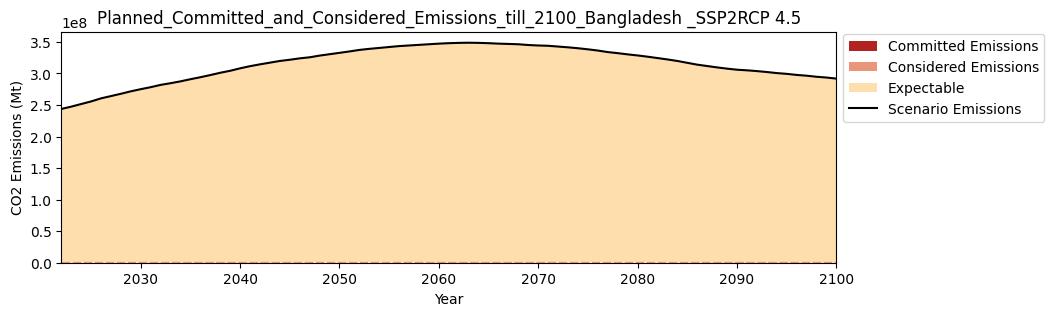 Planned_Committed_and_Considered_Emissions_till_2100_Bangladesh _SSP2RCP 4.5
1e8
3.5
3.0
2.5
2.0
1.5
1.0
0.5
0.0
CO2 Emissions (Mt)
2030 2040 2050 2060 2070 2080 2090 2100
Year
Committed Emissions
Considered Emissions
Expectable
Scenario Emissions